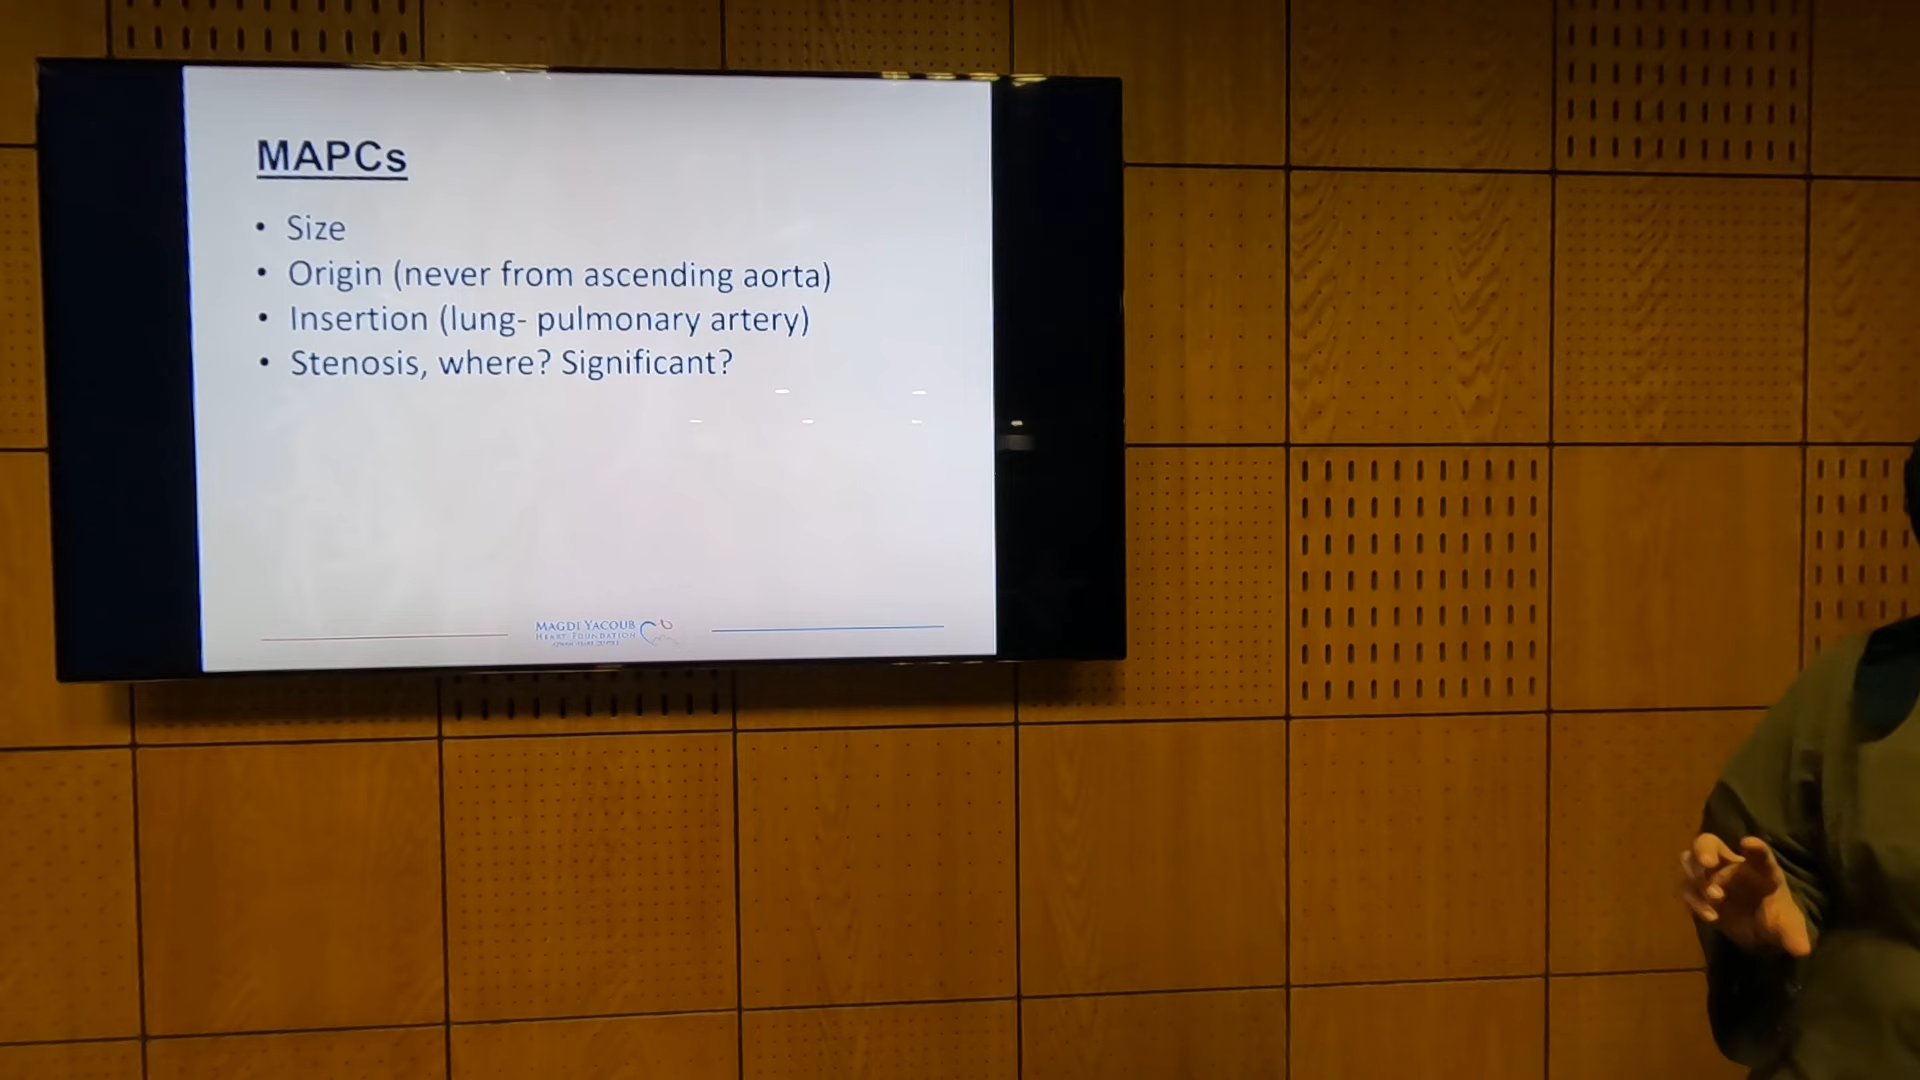 MAPCs
• Size
• Origin (never from ascending aorta)
• Insertion (lung- pulmonary artery)
• Stenosis, where? Significant?
MAGDI YACOUB
HEART FOUNDATION